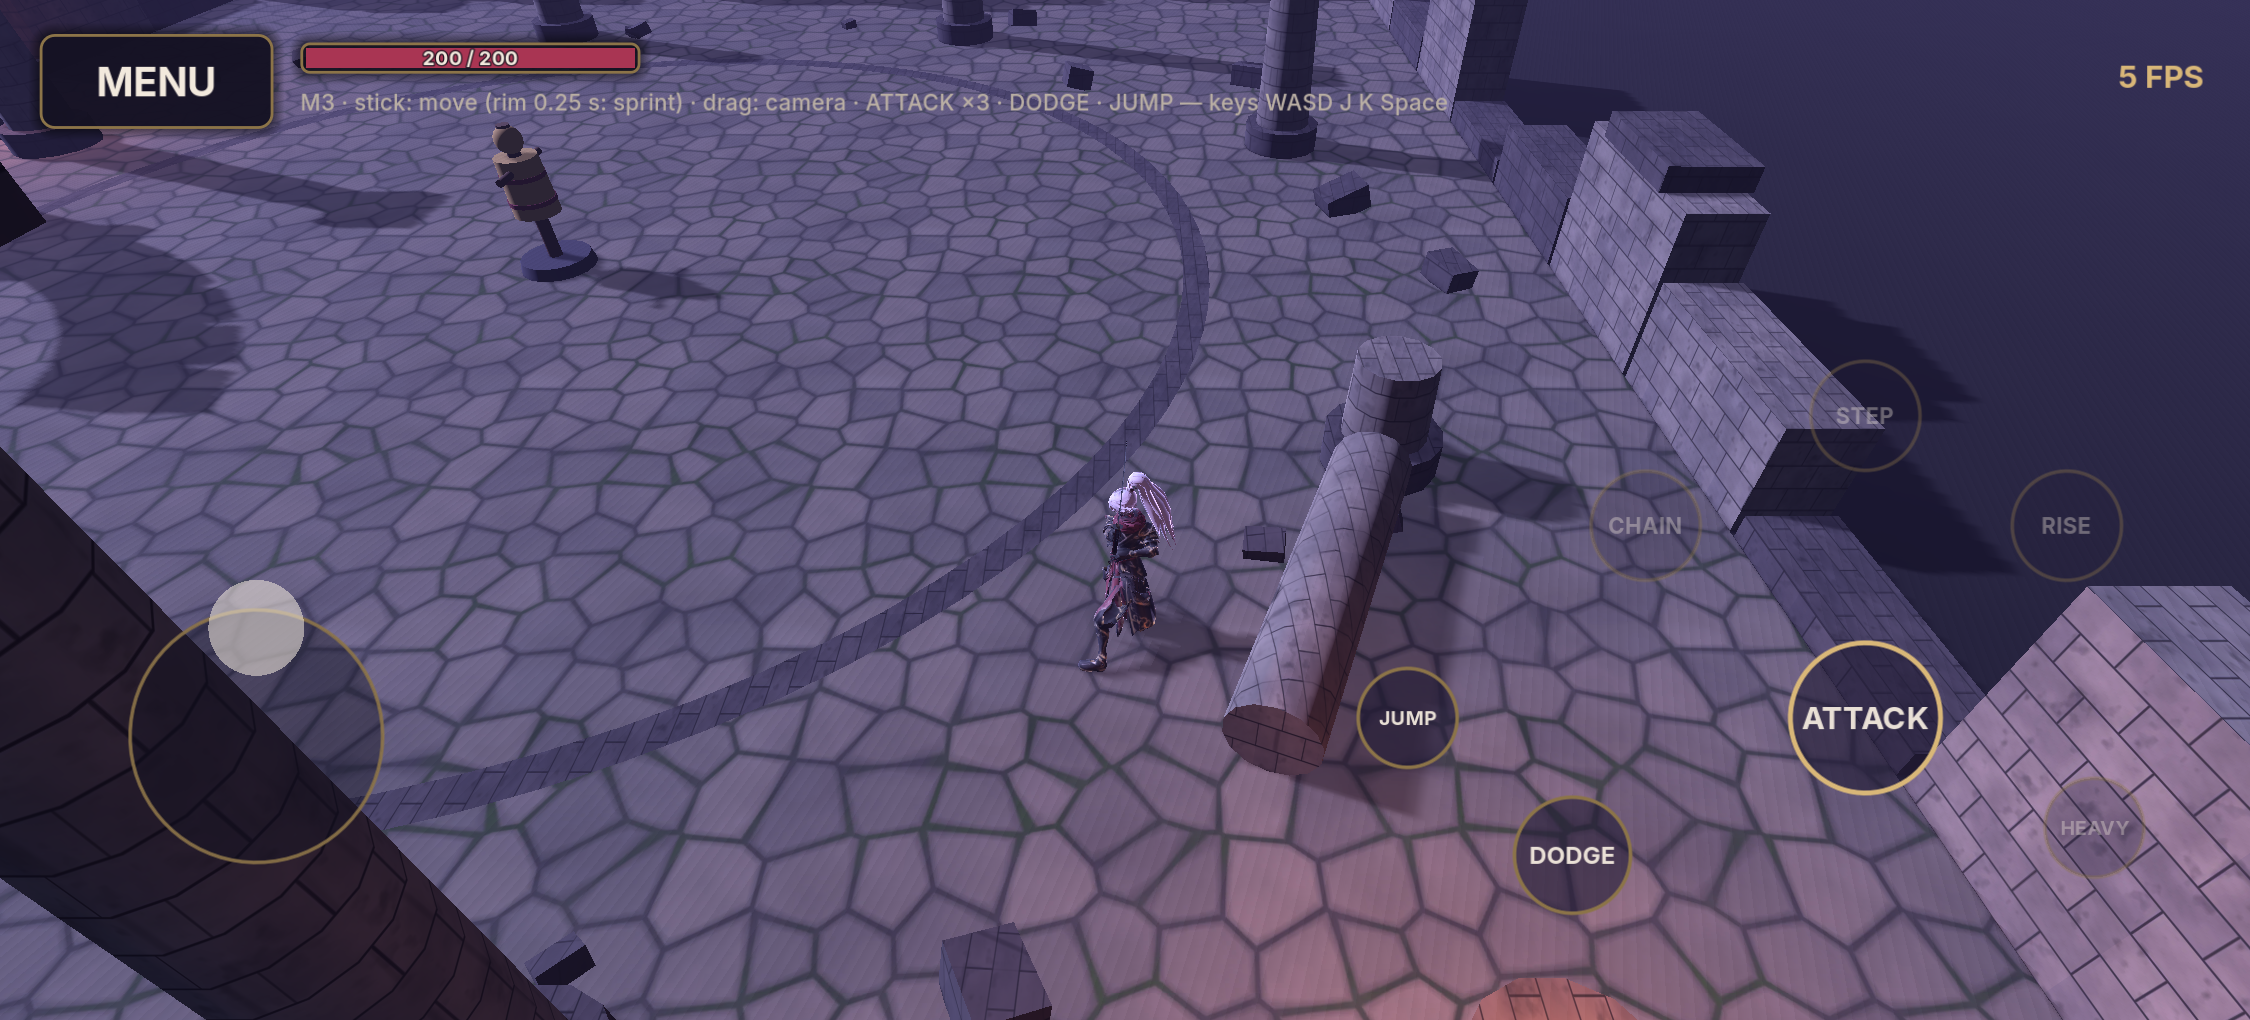 MENU
200 / 200
5 FPS
M3 · stick: move (rim 0.25 s: sprint) · drag: camera · ATTACK ×3 · DODGE · JUMP — keys WASD J K Space
STEP
CHAIN
RISE
JUMP
ATTACK
HEAVY
DODGE